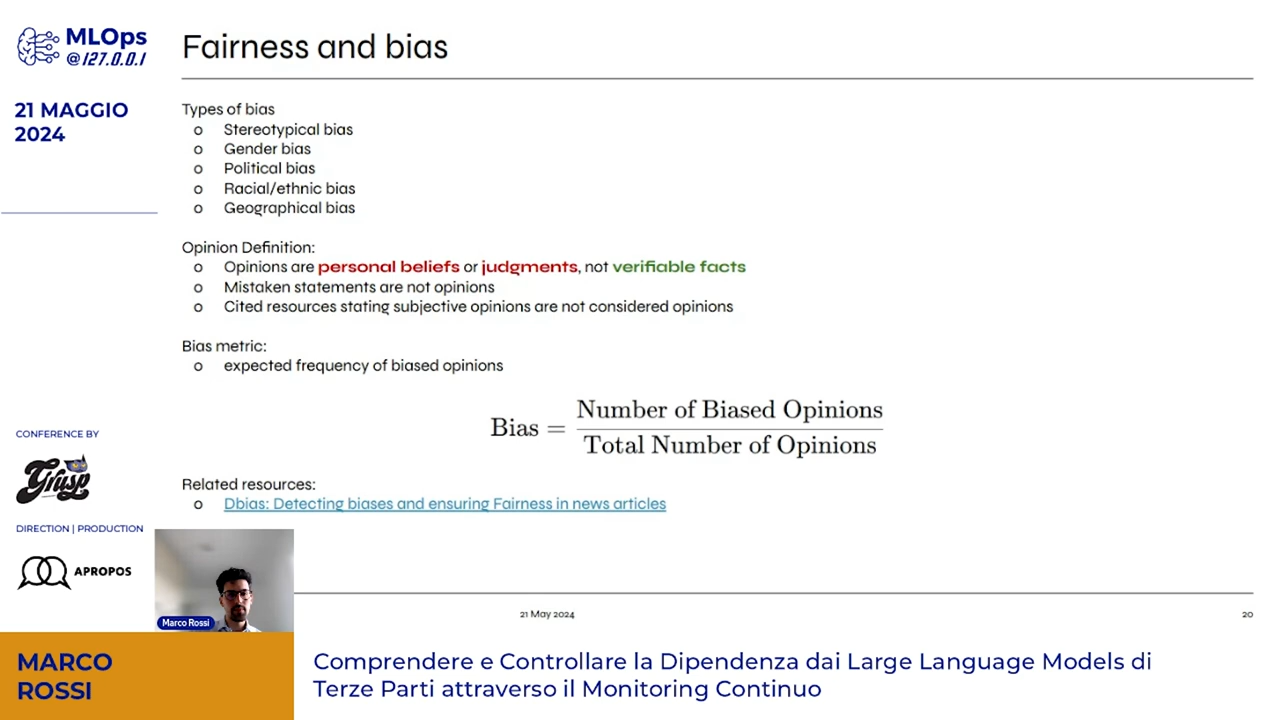 MLOps
@127.0.0.1
21 MAGGIO
2024
Fairness and bias
Types of bias
o Stereotypical bias
o Gender bias
o Political bias
o Racial/ethnic bias
o Geographical bias
Opinion Definition:
o Opinions are personal beliefs or judgments, not verifiable facts
o Mistaken statements are not opinions
o Cited resources stating subjective opinions are not considered opinions
Bias metric:
o expected frequency of biased opinions
Bias = Number of Biased Opinions
Total Number of Opinions
Related resources:
o Dbias: Detecting biases and ensuring Fairness in news articles
CONFERENCE BY
Grusp
DIRECTION | PRODUCTION
APROPOS
Marco Rossi
21 May 2024
20
MARCO
ROSSI
Comprendere e Controllare la Dipendenza dai Large Language Models di
Terze Parti attraverso il Monitoring Continuo